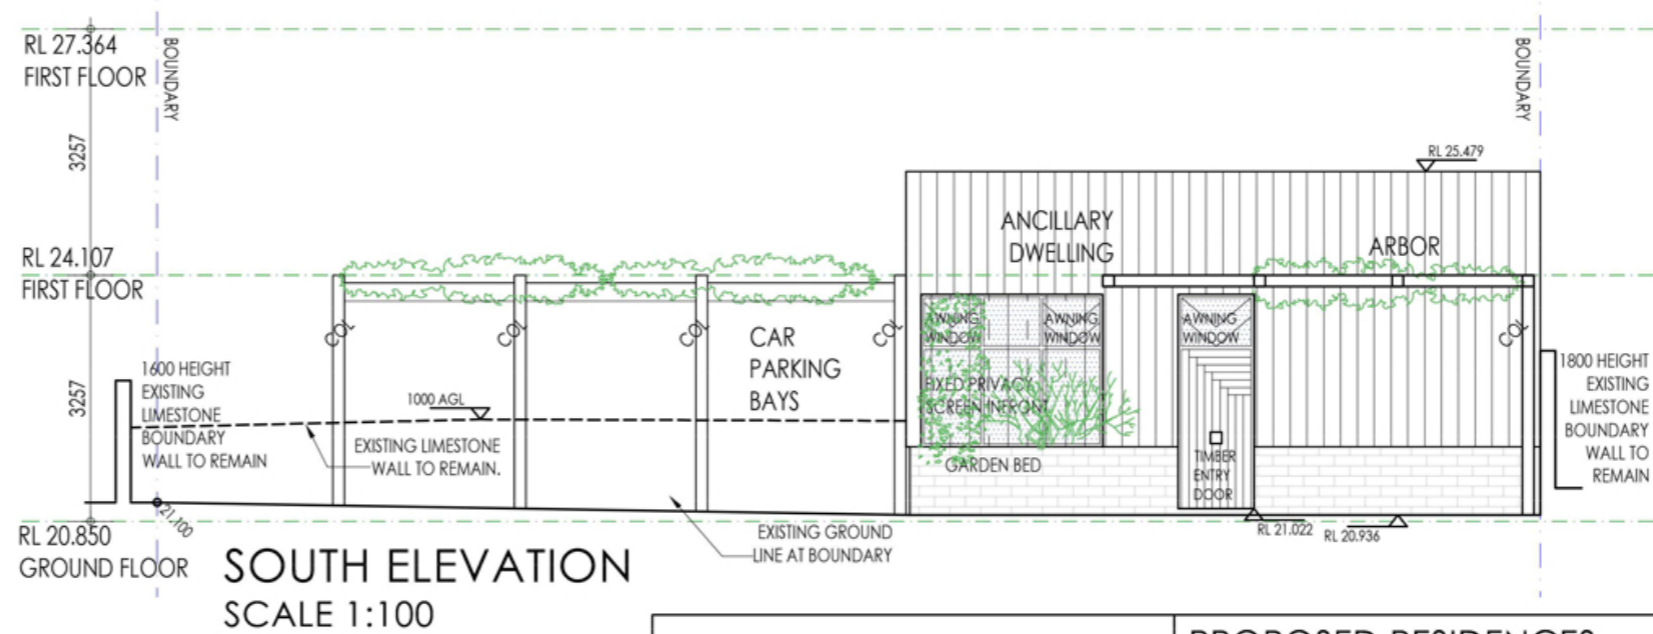 RL 27.364
FIRST FLOOR
BOUNDARY
BOUNDARY
3257
RL 25.479
ANCILLARY
DWELLING
ARBOR
RL 24.107
FIRST FLOOR
COL
COL
COL
COL
COL
AWNING
WINDOW
AWNING
WINDOW
AWNING
WINDOW
CAR
PARKING
BAYS
3257
1600 HEIGHT
EXISTING
LIMESTONE
BOUNDARY
WALL TO REMAIN
1000 AGL
EXISTING LIMESTONE
WALL TO REMAIN.
FIXED PRIVACY
SCREEN INFRONT
1800 HEIGHT
EXISTING
LIMESTONE
BOUNDARY
WALL TO
REMAIN
GARDEN BED
TIMBER
ENTRY
DOOR
21.100
EXISTING GROUND
LINE AT BOUNDARY
RL 21.022
RL 20.936
RL 20.850
GROUND FLOOR
SOUTH ELEVATION
SCALE 1:100
PROPOSED RESIDENCES